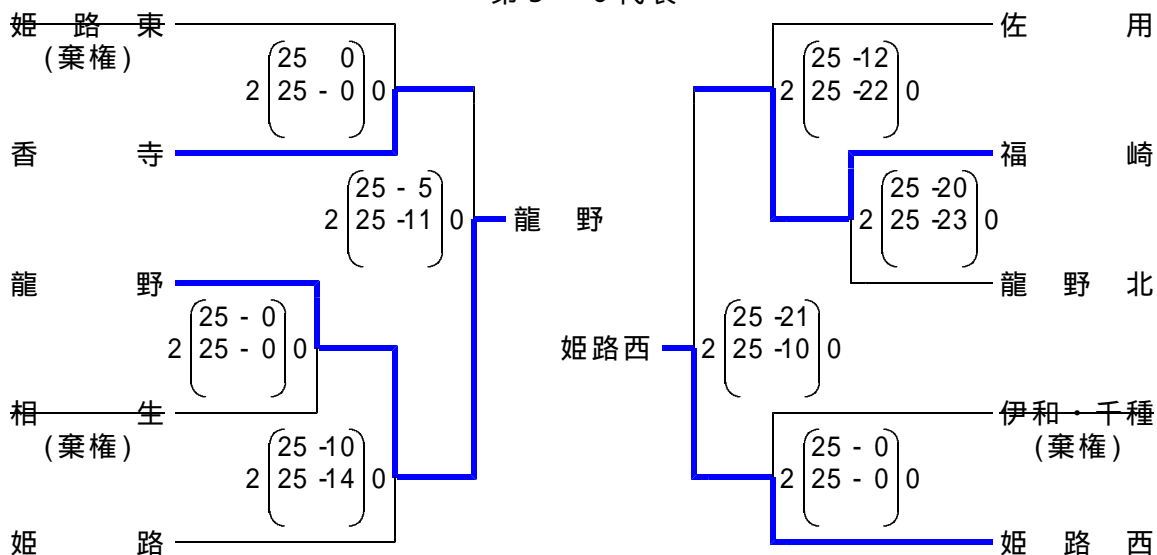 姫路東
(棄権)
25 0
2 25 - 0 0
香寺
25 - 5
2 25 -11 0
龍野
龍野
25 - 0
2 25 - 0 0
相生
(棄権)
25 -10
2 25 -14 0
姫路
佐用
25 -12
2 25 -22 0
福崎
25 -20
2 25 -23 0
龍野北
25 -21
姫路西 2 25 -10 0
伊和・千種
(棄権)
25 - 0
2 25 - 0 0
姫路西